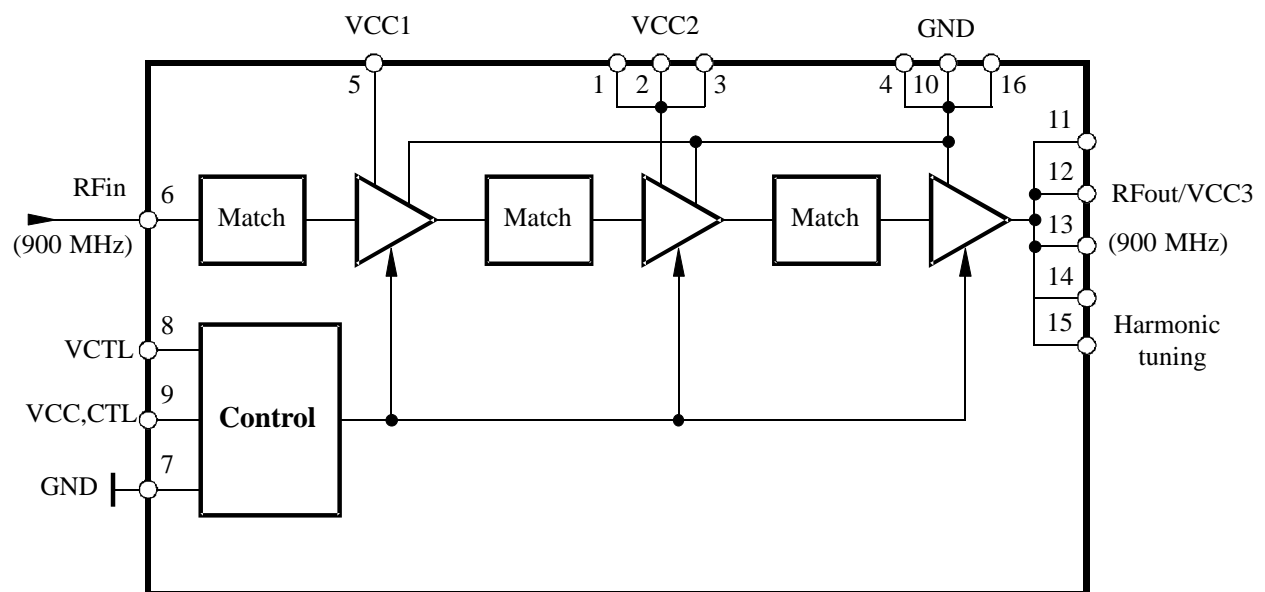 VCC1 VCC2 GND
5 1 2 3 4 10 16
11
RFin 6 12
Match Match Match RFout/VCC3
(900 MHz) 13 (900 MHz)
14
8 15 Harmonic
VCTL tuning
9
VCC,CTL Control
7
GND